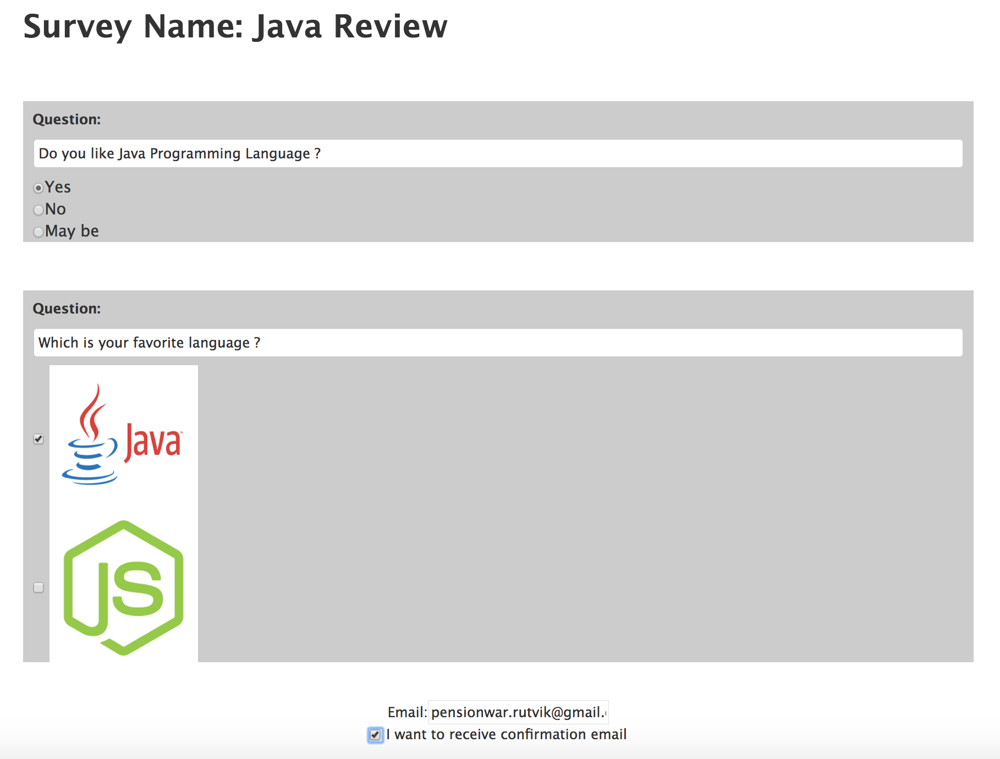 Survey Name: Java Review
Question:
Do you like Java Programming Language ?
Yes
No
May be
Question:
Which is your favorite language ?
Java
JS
Email: pensionwar.rutvik@gmail.
I want to receive confirmation email